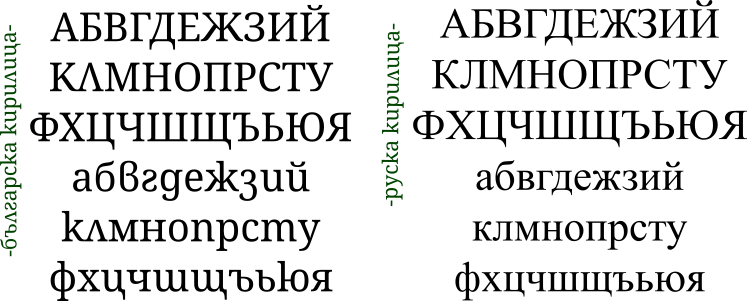 -българска кирилица-
АБВГДЕЖЗИЙ
КЛМНОПРСТУ
ФХЦЧШЩЪЬЮЯ
абвгдежзий
клмнопрсту
фхцчшщъьюя
-руска кирилица-
АБВГДЕЖЗИЙ
КЛМНОПРСТУ
ФХЦЧШЩЪЬЮЯ
абвгдежзий
клмнопрсту
фхцчшщъьюя